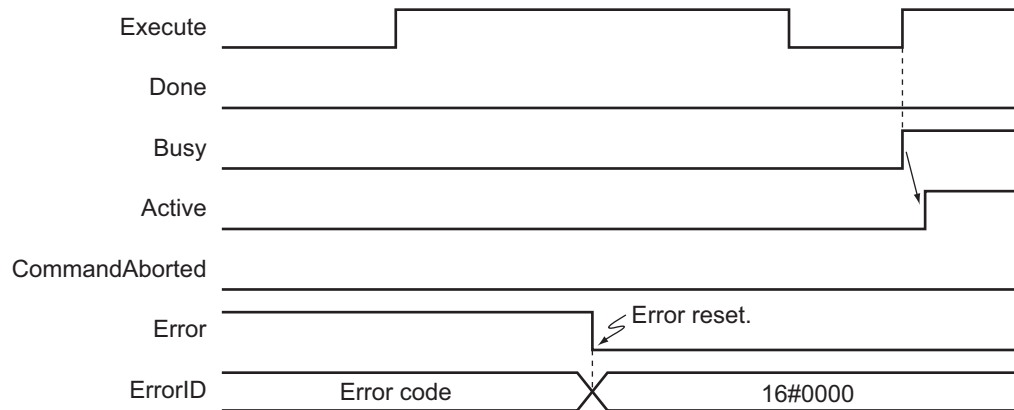 Execute
Done
Busy
Active
CommandAborted
Error
Error reset.
ErrorID
Error code
16#0000